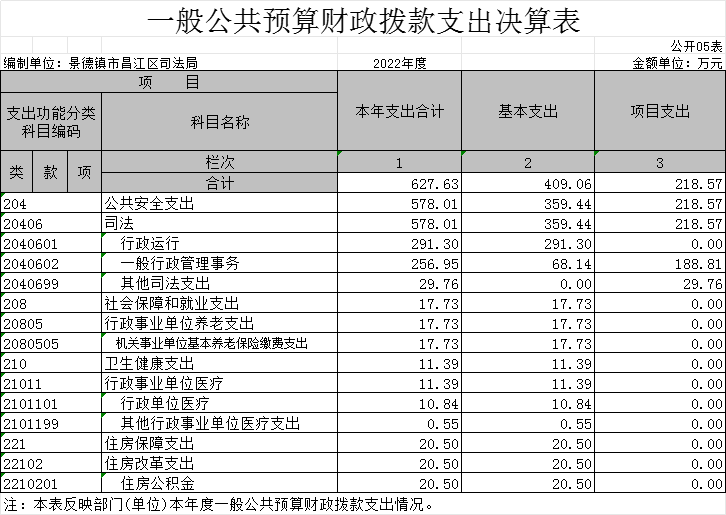 一般公共预算财政拨款支出决算表
公开05表
编制单位：景德镇市昌江区司法局 2022年度 金额单位：万元
项 目 本年支出合计 基本支出 项目支出
支出功能分类科目编码 科目名称
类 款 项 栏次 1 2 3
合计 627.63 409.06 218.57
204 公共安全支出 578.01 359.44 218.57
20406 司法 578.01 359.44 218.57
2040601 行政运行 291.30 291.30 0.00
2040602 一般行政管理事务 256.95 68.14 188.81
2040699 其他司法支出 29.76 0.00 29.76
208 社会保障和就业支出 17.73 17.73 0.00
20805 行政事业单位养老支出 17.73 17.73 0.00
2080505 机关事业单位基本养老保险缴费支出 17.73 17.73 0.00
210 卫生健康支出 11.39 11.39 0.00
21011 行政事业单位医疗 11.39 11.39 0.00
2101101 行政单位医疗 10.84 10.84 0.00
2101199 其他行政事业单位医疗支出 0.55 0.55 0.00
221 住房保障支出 20.50 20.50 0.00
22102 住房改革支出 20.50 20.50 0.00
2210201 住房公积金 20.50 20.50 0.00
注：本表反映部门(单位)本年度一般公共预算财政拨款支出情况。